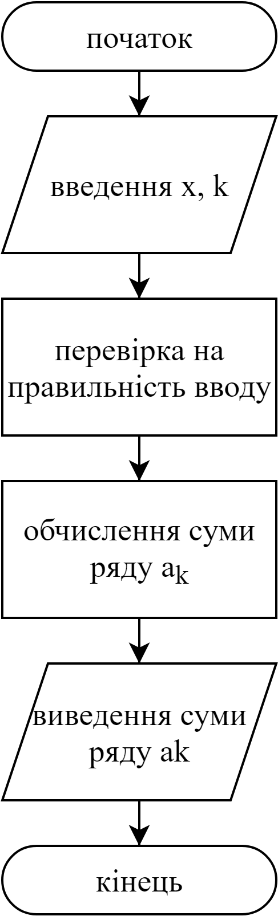 початок
введення x, k
перевірка на
правильність вводу
обчислення суми
ряду ak
виведення суми
ряду ak
кінець